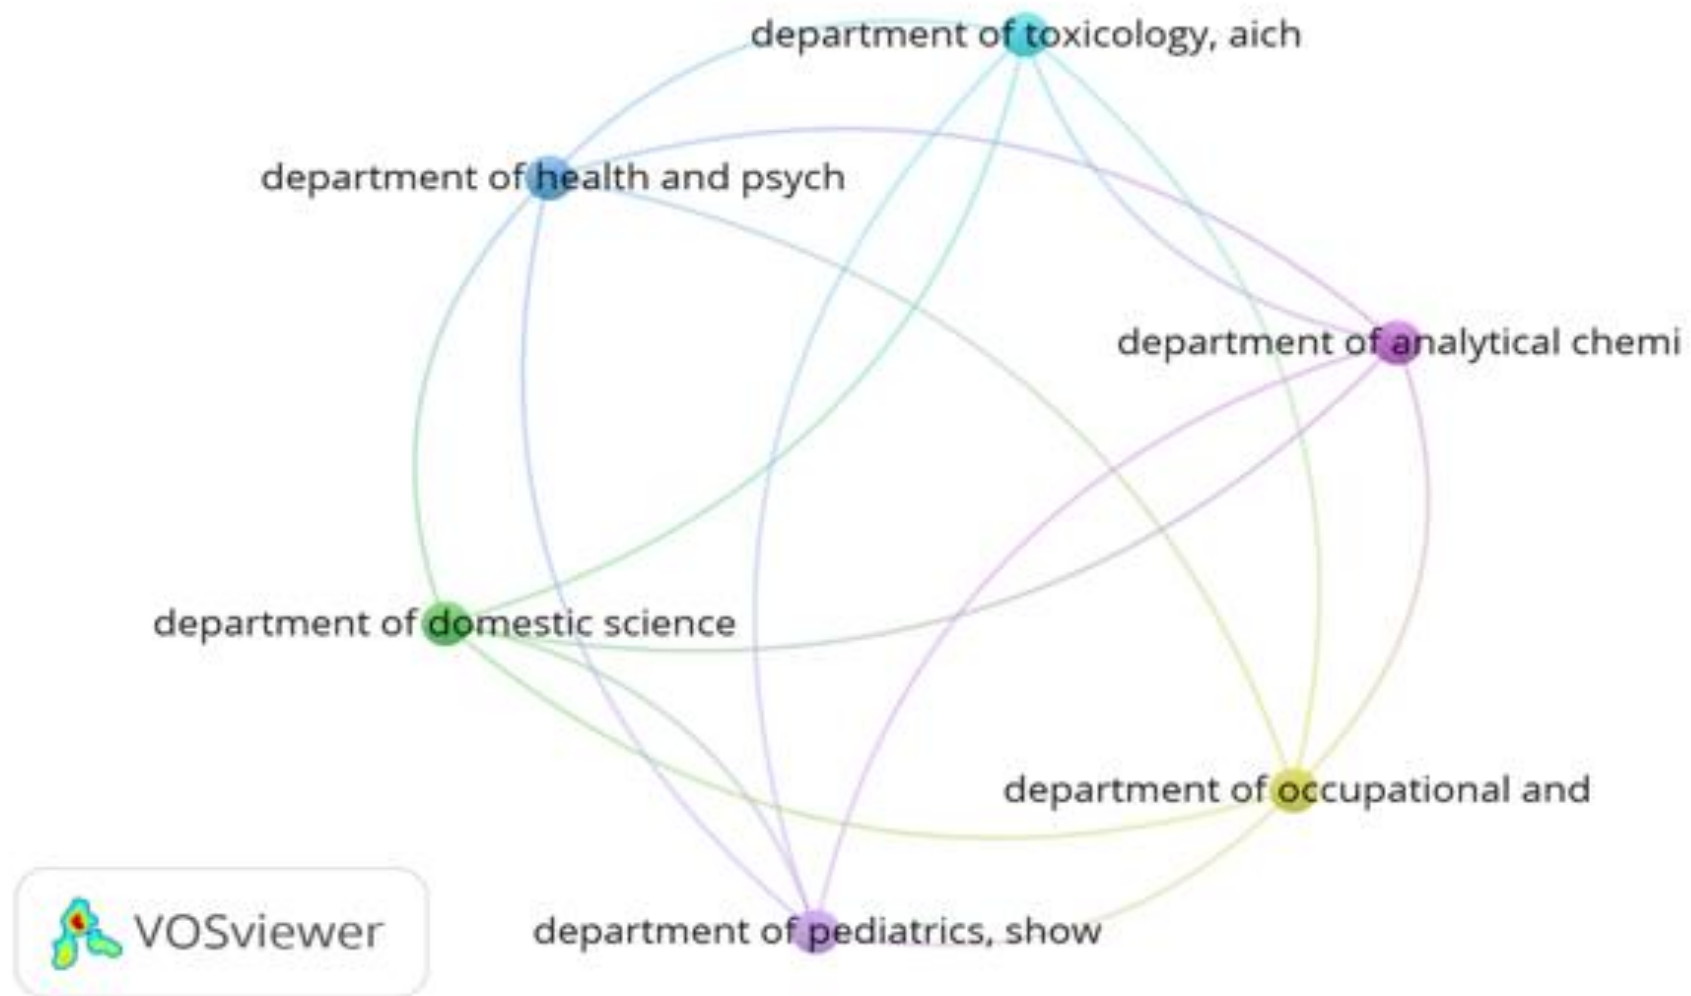 department of toxicology, aich
department of health and psych
department of analytical chemi
department of domestic science
department of occupational and
department of pediatrics, show
VOSviewer